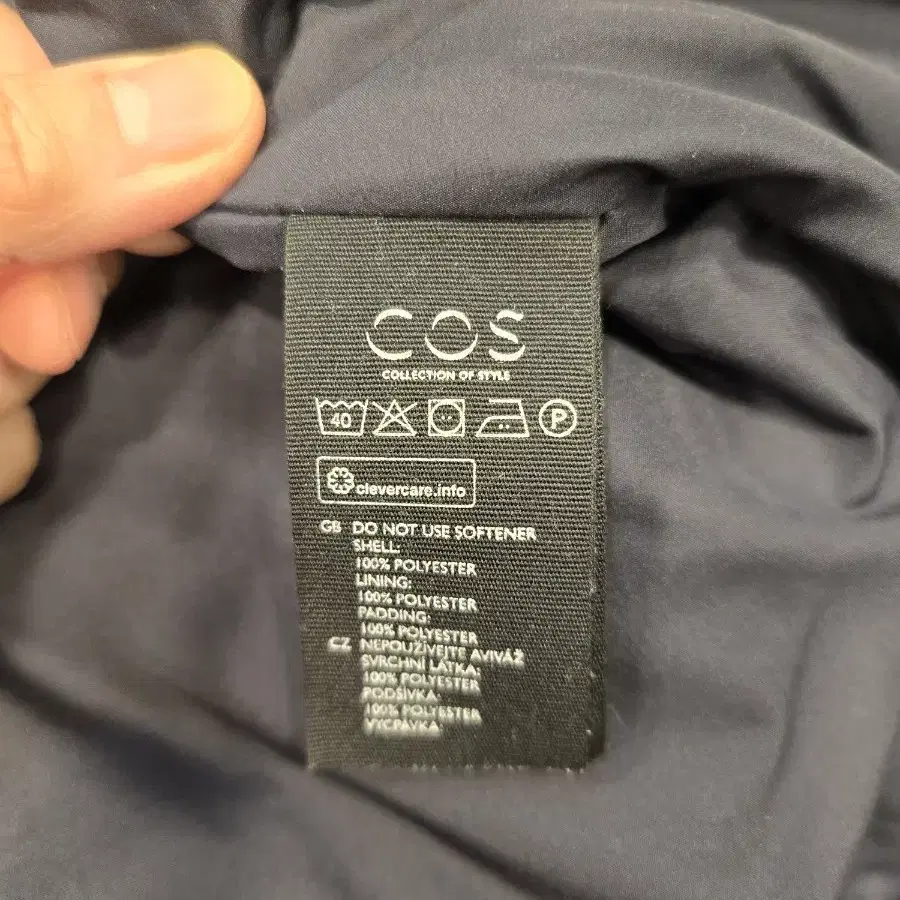 COS
COLLECTION OF STYLE
40 P
clevercare.info
GB DO NOT USE SOFTENER
SHELL:
100% POLYESTER
LINING:
100% POLYESTER
PADDING:
100% POLYESTER
CZ NEPOUŽÍVEJTE AVIVÁŽ
SVRCHNÍ LÁTKA:
100% POLYESTER
PODŠÍVKA:
100% POLYESTER
VYCPÁVKA: